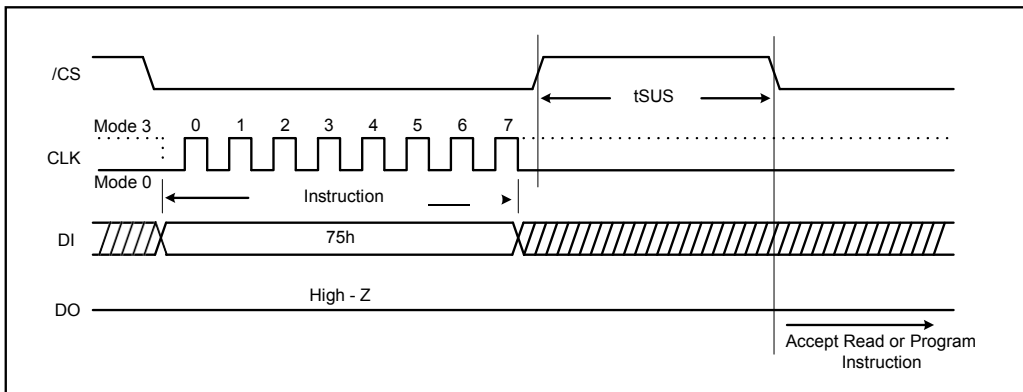 /CS
tSUS
Mode 3 0 1 2 3 4 5 6 7
CLK
Mode 0
Instruction
DI 75h
High - Z
DO
Accept Read or Program
Instruction